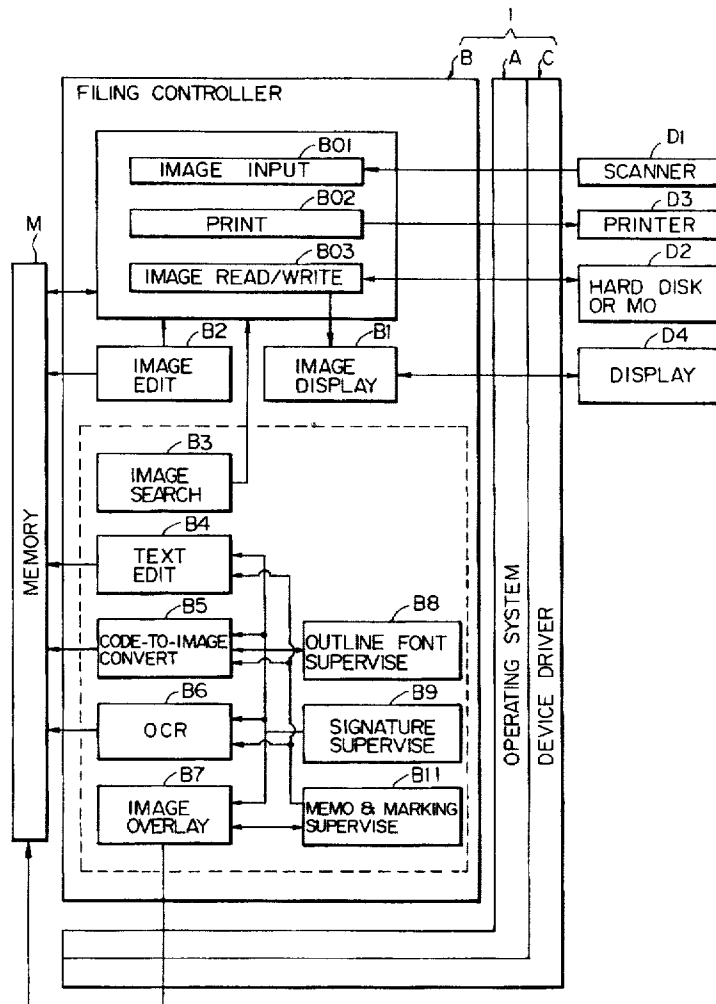 1
B
A
C
FILING CONTROLLER
B01
IMAGE INPUT
D1
SCANNER
B02
PRINT
D3
PRINTER
M
B03
IMAGE READ/WRITE
D2
HARD DISK
OR MO
B2
IMAGE
EDIT
B1
IMAGE
DISPLAY
D4
DISPLAY
B3
IMAGE
SEARCH
MEMORY
B4
TEXT
EDIT
B5
CODE-TO-IMAGE
CONVERT
B8
OUTLINE FONT
SUPERVISE
OPERATING SYSTEM
DEVICE DRIVER
B6
OCR
B9
SIGNATURE
SUPERVISE
B7
IMAGE
OVERLAY
B11
MEMO & MARKING
SUPERVISE